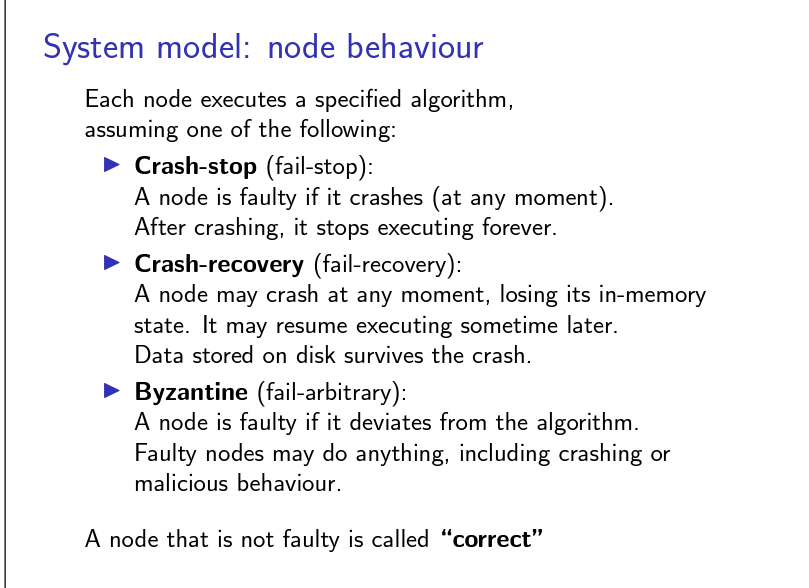 System model: node behaviour
Each node executes a specified algorithm,
assuming one of the following:
▶ Crash-stop (fail-stop):
A node is faulty if it crashes (at any moment).
After crashing, it stops executing forever.
▶ Crash-recovery (fail-recovery):
A node may crash at any moment, losing its in-memory
state. It may resume executing sometime later.
Data stored on disk survives the crash.
▶ Byzantine (fail-arbitrary):
A node is faulty if it deviates from the algorithm.
Faulty nodes may do anything, including crashing or
malicious behaviour.
A node that is not faulty is called “correct”